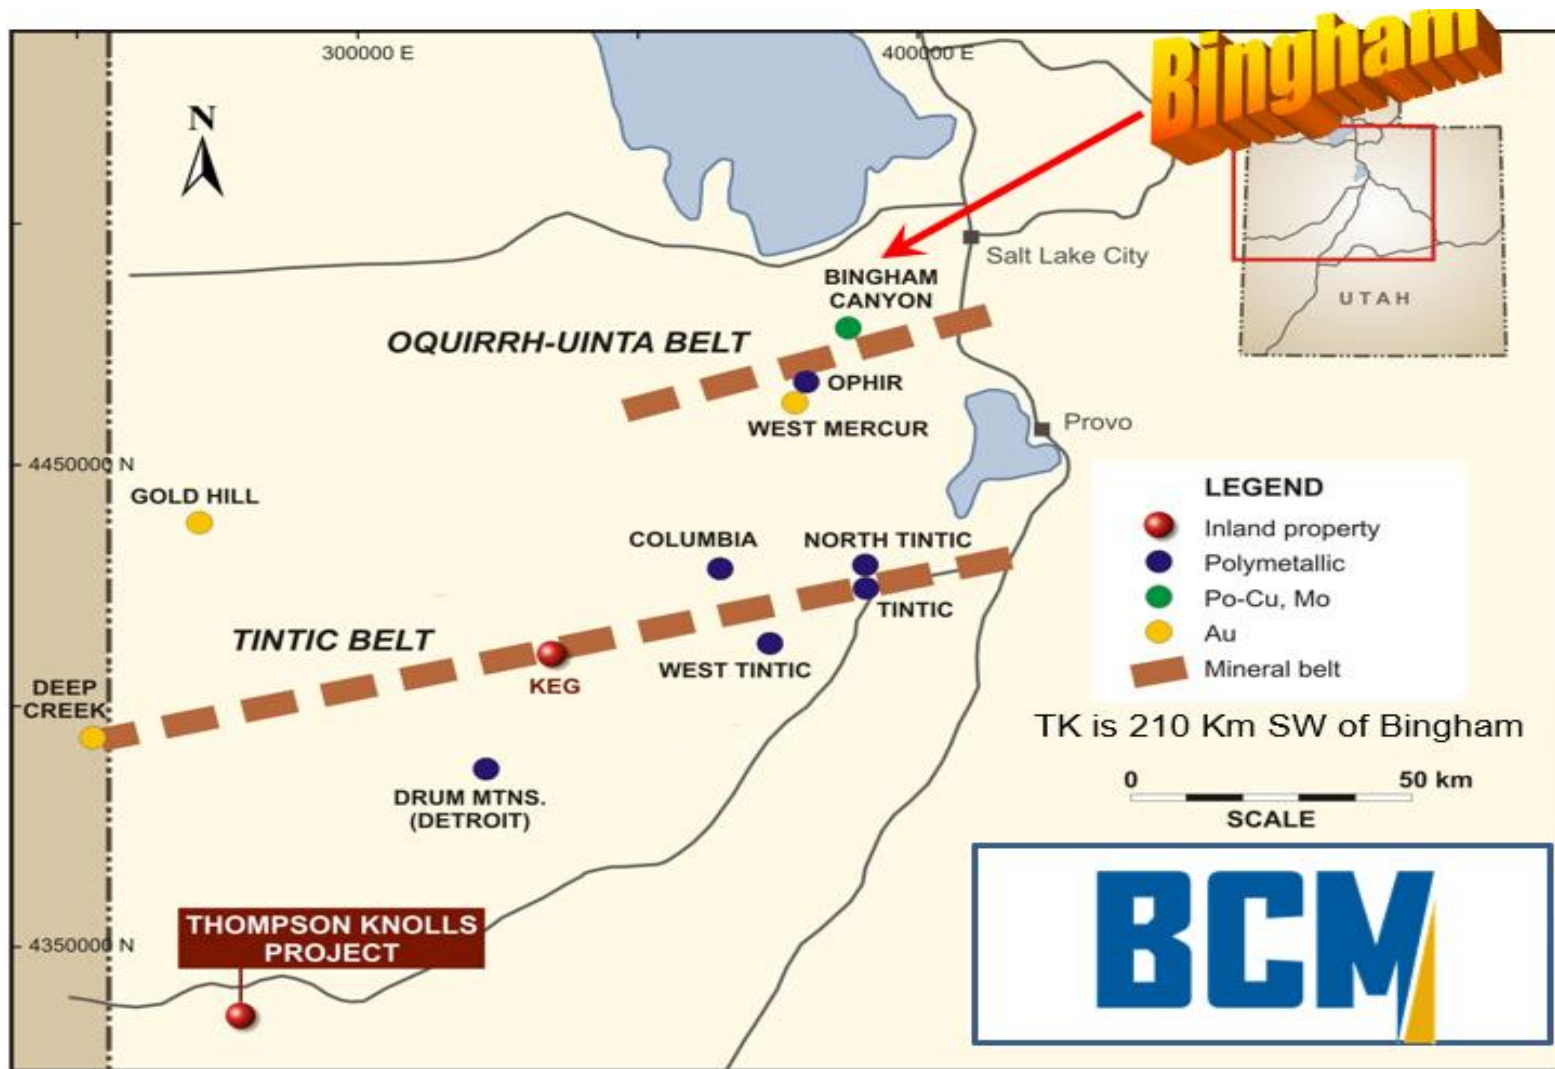 300000 E
400000 E
Bingham
N
Salt Lake City
BINGHAM
CANYON
UTAH
OQUIRRH-UINTA BELT
OPHIR
WEST MERCUR
Provo
4450000 N
GOLD HILL
COLUMBIA
NORTH TINTIC
TINTIC
TINTIC BELT
WEST TINTIC
KEG
DEEP
CREEK
DRUM MTNS.
(DETROIT)
LEGEND
Inland property
Polymetallic
Po-Cu, Mo
Au
Mineral belt
TK is 210 Km SW of Bingham
0 50 km
SCALE
THOMPSON KNOLLS
PROJECT
4350000 N
BCM